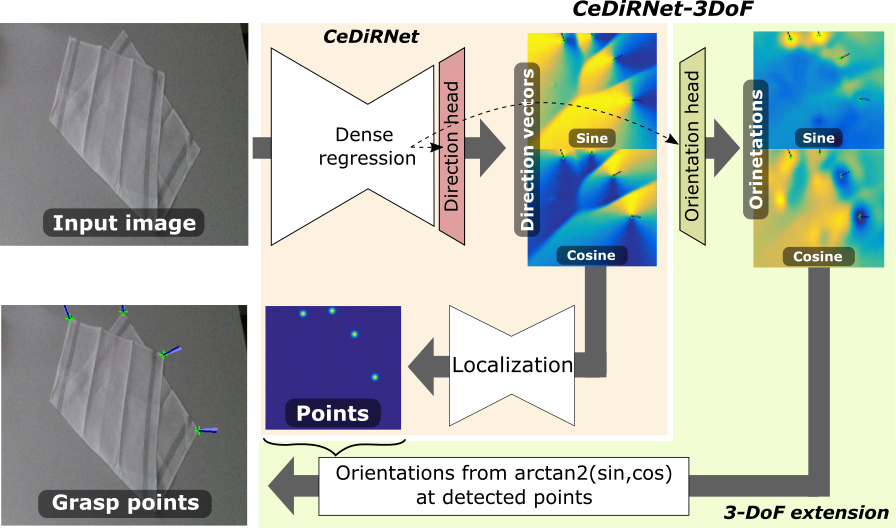 CeDiRNet-3DoF
CeDiRNet
Input image
Dense
regression
Direction head
Direction vectors
Sine
Cosine
Orientation head
Orinetations
Sine
Cosine
Localization
Points
Grasp points
Orientations from arctan2(sin,cos)
at detected points
3-DoF extension